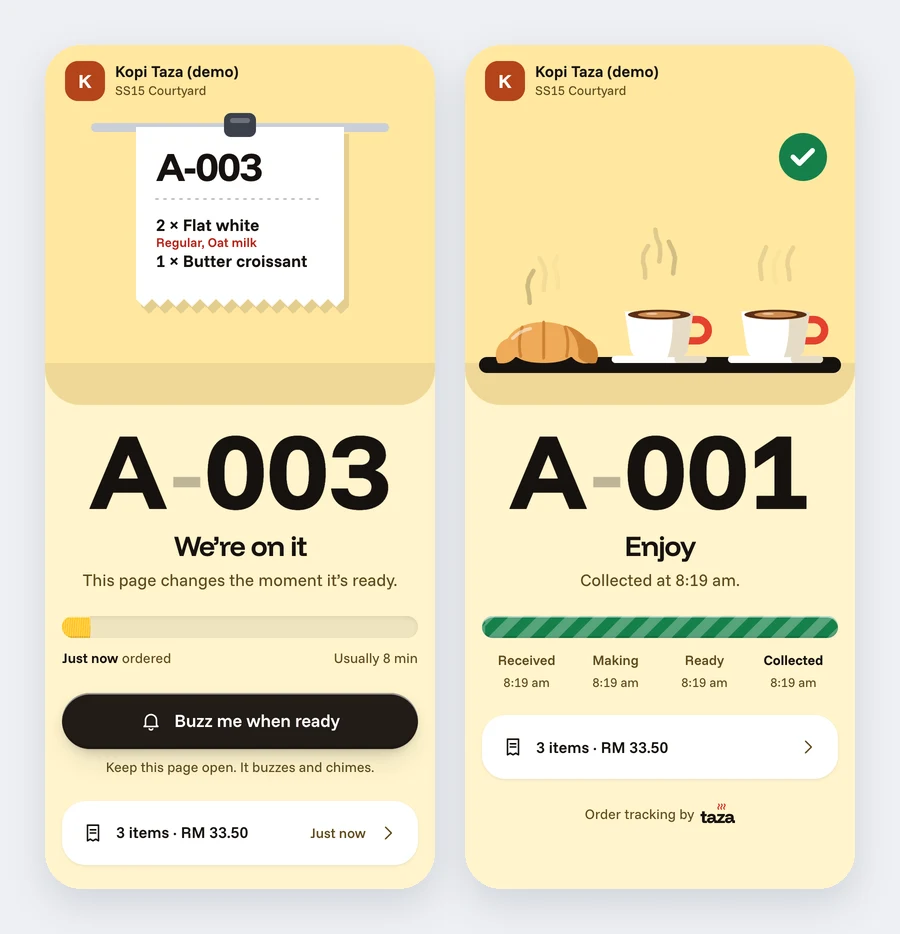 K
Kopi Taza (demo)
SS15 Courtyard
A-003
2 × Flat white
Regular, Oat milk
1 × Butter croissant
A-003
We're on it
This page changes the moment it's ready.
Just now ordered
Usually 8 min
Buzz me when ready
Keep this page open. It buzzes and chimes.
3 items · RM 33.50
Just now
K
Kopi Taza (demo)
SS15 Courtyard
A-001
Enjoy
Collected at 8:19 am.
Received Making Ready Collected
8:19 am 8:19 am 8:19 am 8:19 am
3 items · RM 33.50
Order tracking by taza